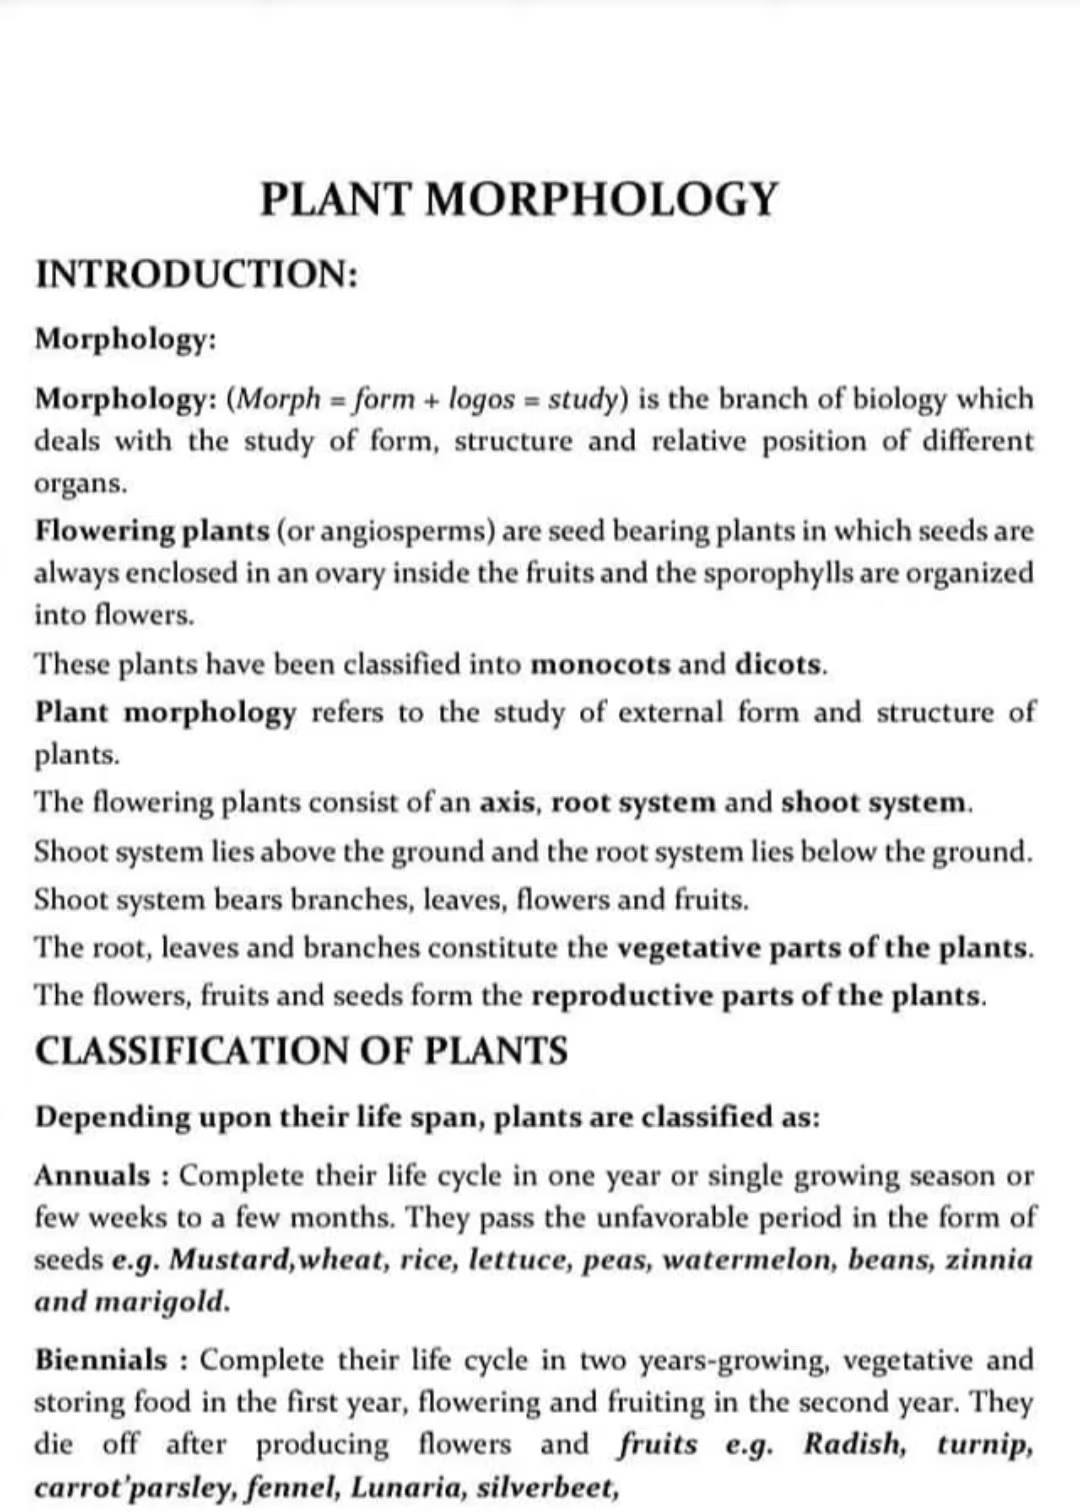 PLANT MORPHOLOGY
INTRODUCTION:
Morphology:
Morphology: (Morph = form + logos = study) is the branch of biology which
deals with the study of form, structure and relative position of different
organs.
Flowering plants (or angiosperms) are seed bearing plants in which seeds are
always enclosed in an ovary inside the fruits and the sporophylls are organized
into flowers.
These plants have been classified into monocots and dicots.
Plant morphology refers to the study of external form and structure of
plants.
The flowering plants consist of an axis, root system and shoot system.
Shoot system lies above the ground and the root system lies below the ground.
Shoot system bears branches, leaves, flowers and fruits.
The root, leaves and branches constitute the vegetative parts of the plants.
The flowers, fruits and seeds form the reproductive parts of the plants.
CLASSIFICATION OF PLANTS
Depending upon their life span, plants are classified as:
Annuals : Complete their life cycle in one year or single growing season or
few weeks to a few months. They pass the unfavorable period in the form of
seeds e.g. Mustard,wheat, rice, lettuce, peas, watermelon, beans, zinnia
and marigold.
Biennials : Complete their life cycle in two years-growing, vegetative and
storing food in the first year, flowering and fruiting in the second year. They
die off after producing flowers and fruits e.g. Radish, turnip,
carrot'parsley, fennel, Lunaria, silverbeet,